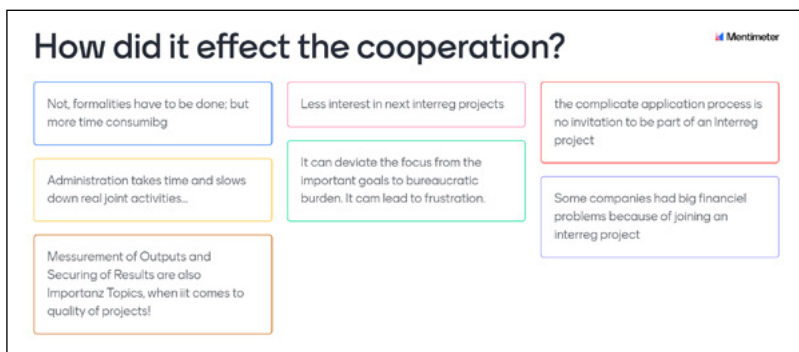 How did it effect the cooperation?
Mentimeter
Not, formalities have to be done; but
more time consumibg
Administration takes time and slows
down real joint activities...
Messurement of Outputs and
Securing of Results are also
Importanz Topics, when iit comes to
quality of projects!
Less interest in next interreg projects
It can deviate the focus from the
important goals to bureaucratic
burden. It cam lead to frustration.
the complicate application process is
no invitation to be part of an Interreg
project
Some companies had big financiel
problems because of joining an
interreg project